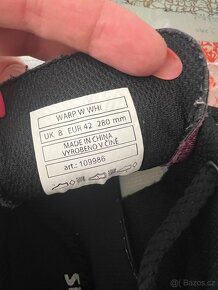 WARP W WHI
UK 8 EUR 42 280 mm
MADE IN CHINA
VYROBENO V ČÍNĚ
art.: 109986
Bazos.cz